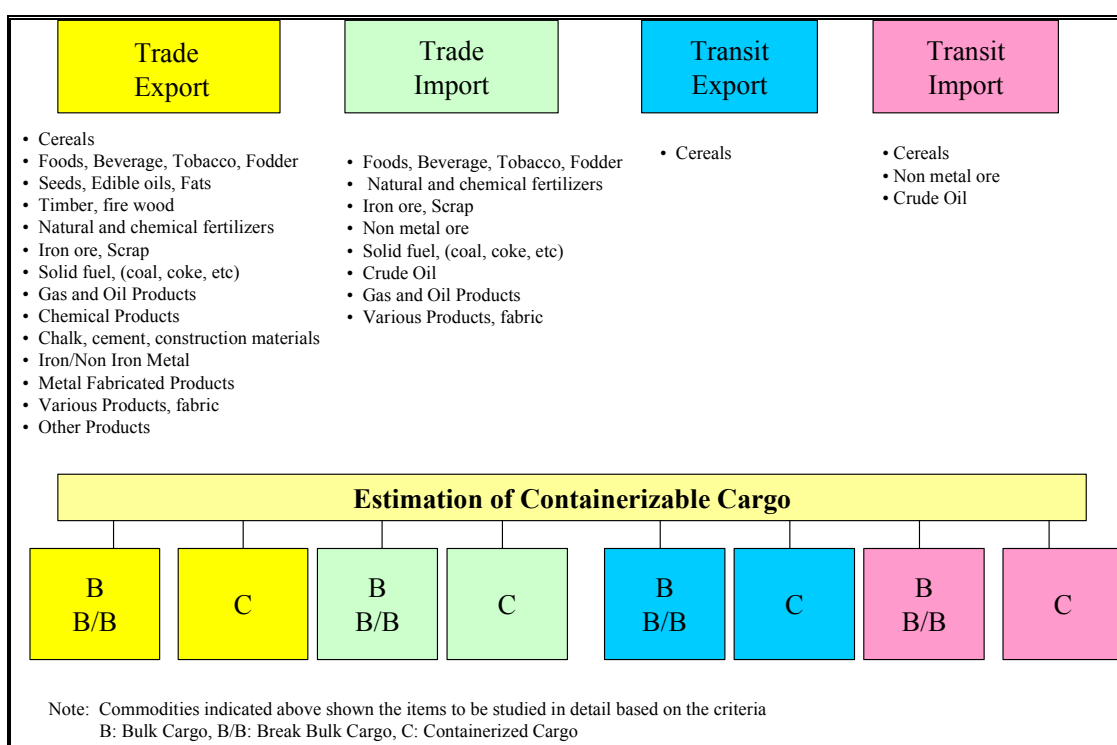 Trade
Export
Trade
Import
Transit
Export
Transit
Import
• Cereals
• Foods, Beverage, Tobacco, Fodder
• Seeds, Edible oils, Fats
• Timber, fire wood
• Natural and chemical fertilizers
• Iron ore, Scrap
• Solid fuel, (coal, coke, etc)
• Gas and Oil Products
• Chemical Products
• Chalk, cement, construction materials
• Iron/Non Iron Metal
• Metal Fabricated Products
• Various Products, fabric
• Other Products
• Foods, Beverage, Tobacco, Fodder
• Natural and chemical fertilizers
• Iron ore, Scrap
• Non metal ore
• Solid fuel, (coal, coke, etc)
• Crude Oil
• Gas and Oil Products
• Various Products, fabric
• Cereals
• Cereals
• Non metal ore
• Crude Oil
Estimation of Containerizable Cargo
B
B/B
C
B
B/B
C
B
B/B
C
B
B/B
C
Note: Commodities indicated above shown the items to be studied in detail based on the criteria
B: Bulk Cargo, B/B: Break Bulk Cargo, C: Containerized Cargo